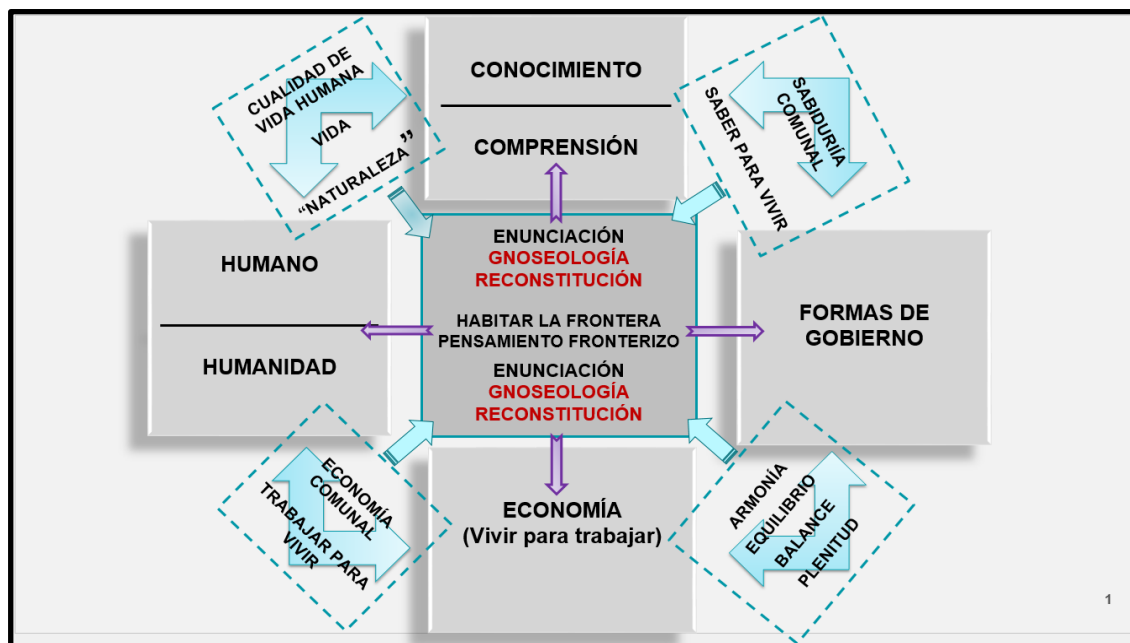 CUALIDAD DE
VIDA HUMANA
VIDA
“NATURALEZA”
CONOCIMIENTO
COMPRENSIÓN
SABIDURIÍA
COMUNAL
SABER PARA VIVIR
HUMANO
HUMANIDAD
ENUNCIACIÓN
GNOSEOLOGÍA
RECONSTITUCIÓN
HABITAR LA FRONTERA
PENSAMIENTO FRONTERIZO
ENUNCIACIÓN
GNOSEOLOGÍA
RECONSTITUCIÓN
FORMAS DE
GOBIERNO
ECONOMÍA
COMUNAL
TRABAJAR PARA
VIVIR
ECONOMÍA
(Vivir para trabajar)
ARMONÍA
EQUILIBRIO
BALANCE
PLENITUD
1